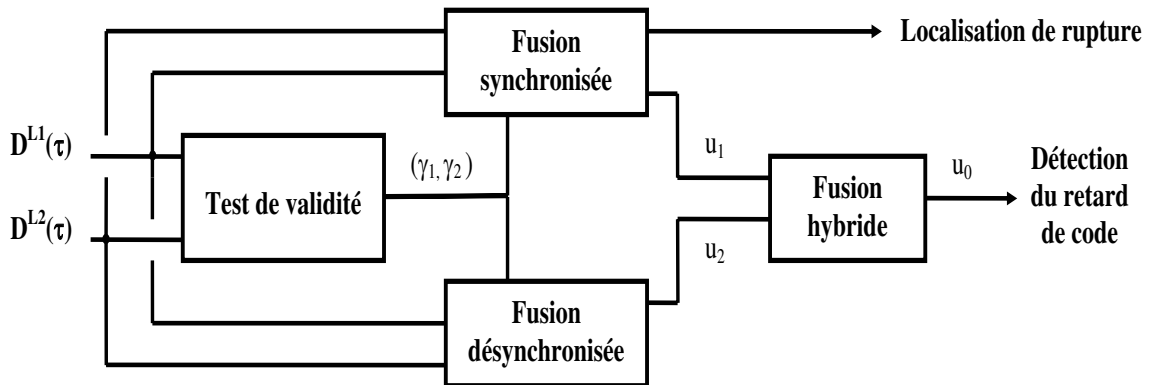 Fusion
synchronisée
Localisation de rupture
D^{L1}(τ)
D^{L2}(τ)
Test de validité
(γ₁, γ₂)
u₁
u₂
Fusion
hybride
u₀
Détection
du retard
de code
Fusion
désynchronisée